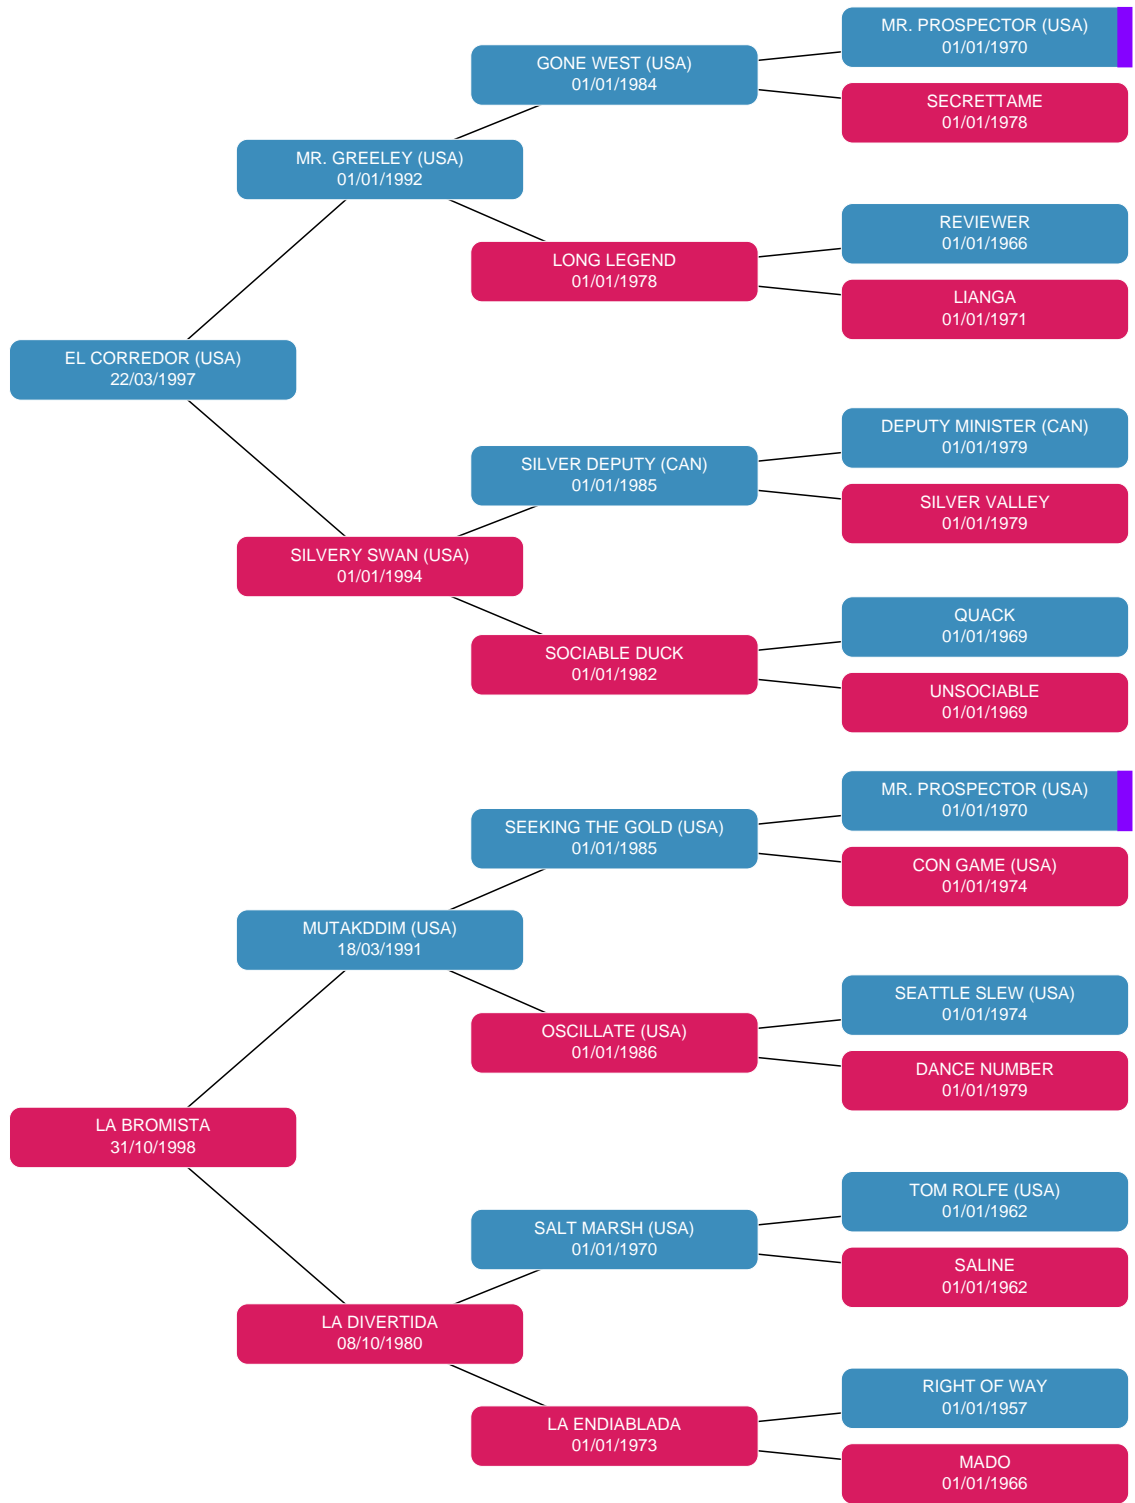 MR. PROSPECTOR (USA)
01/01/1970
GONE WEST (USA)
01/01/1984
SECRETTAME
01/01/1978
MR. GREELEY (USA)
01/01/1992
REVIEWER
01/01/1966
LONG LEGEND
01/01/1978
LIANGA
01/01/1971
EL CORREDOR (USA)
22/03/1997
DEPUTY MINISTER (CAN)
01/01/1979
SILVER DEPUTY (CAN)
01/01/1985
SILVER VALLEY
01/01/1979
SILVERY SWAN (USA)
01/01/1994
QUACK
01/01/1969
SOCIABLE DUCK
01/01/1982
UNSOCIABLE
01/01/1969
MR. PROSPECTOR (USA)
01/01/1970
SEEKING THE GOLD (USA)
01/01/1985
CON GAME (USA)
01/01/1974
MUTAKDDIM (USA)
18/03/1991
SEATTLE SLEW (USA)
01/01/1974
OSCILLATE (USA)
01/01/1986
DANCE NUMBER
01/01/1979
LA BROMISTA
31/10/1998
TOM ROLFE (USA)
01/01/1962
SALT MARSH (USA)
01/01/1970
SALINE
01/01/1962
LA DIVERTIDA
08/10/1980
RIGHT OF WAY
01/01/1957
LA ENDIABLADA
01/01/1973
MADO
01/01/1966